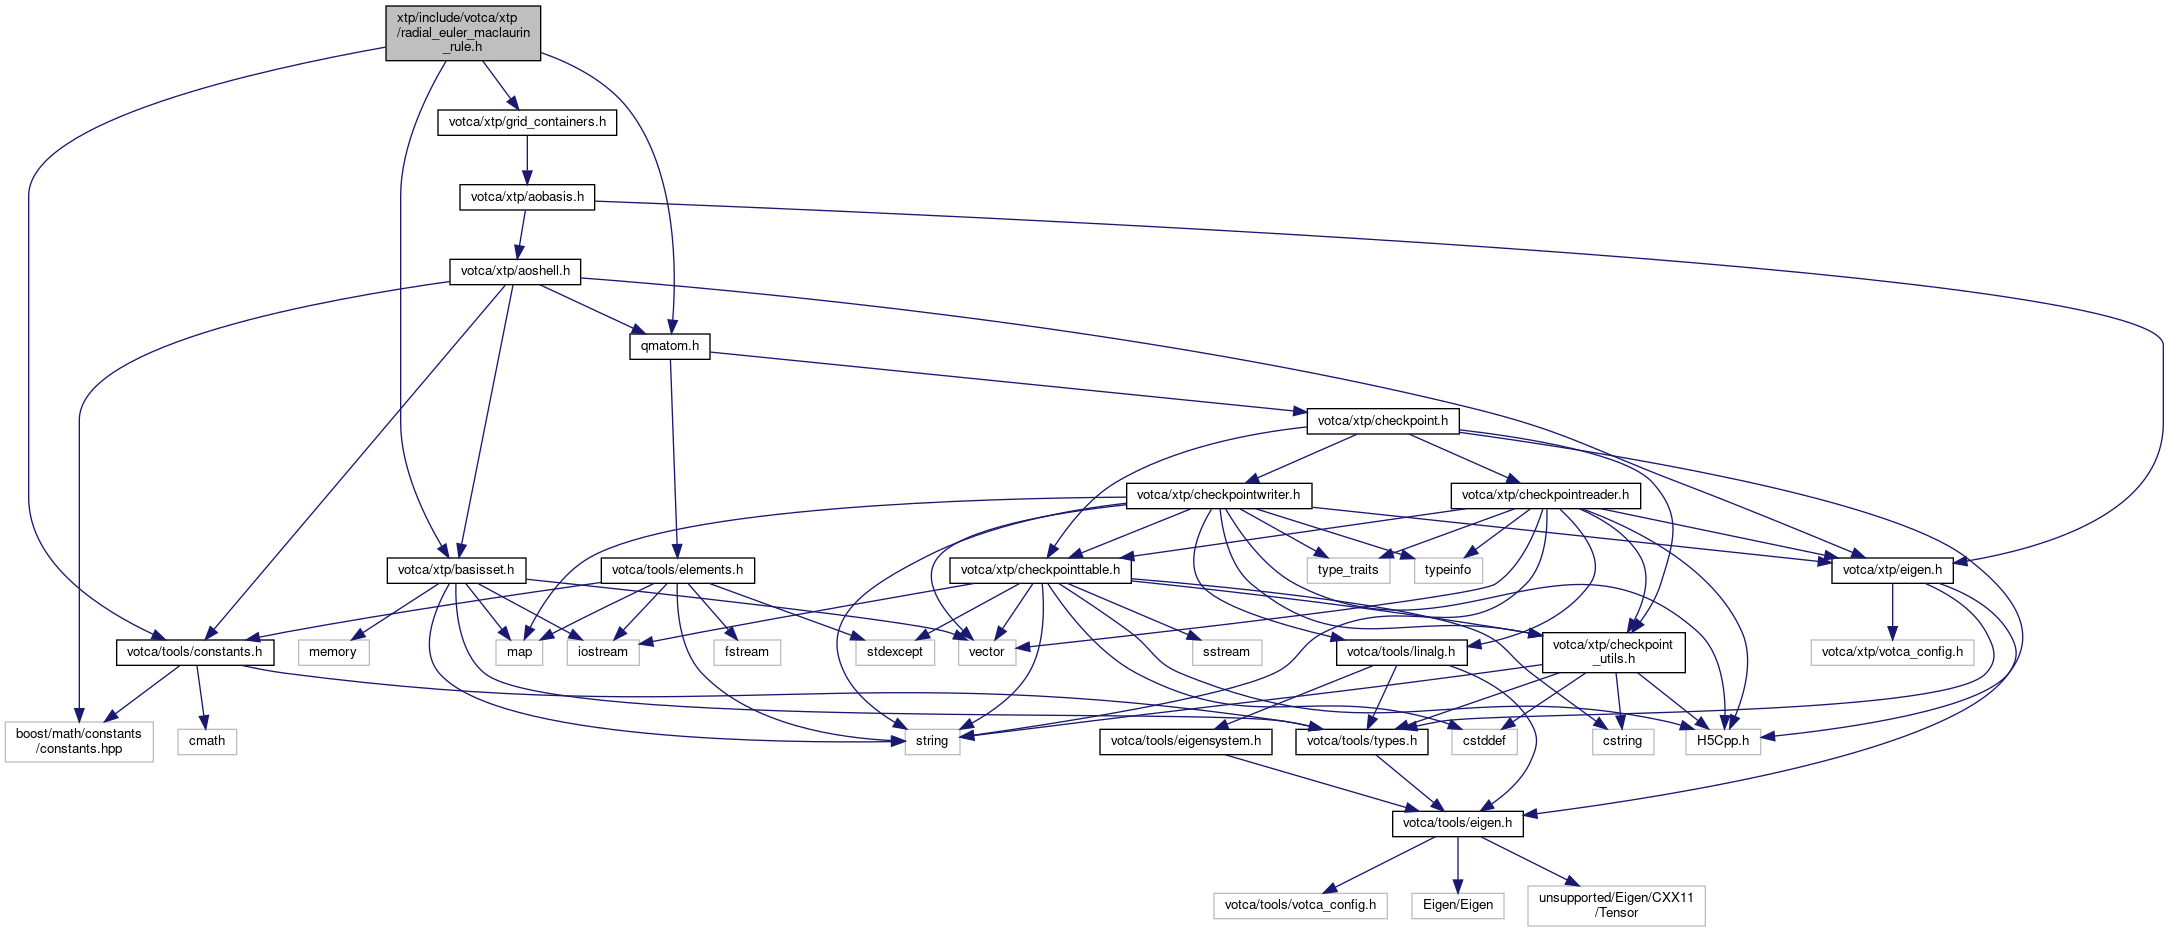 xtp/include/votca/xtp
/radial_euler_maclaurin
_rule.h
votca/xtp/grid_containers.h
votca/xtp/aobasis.h
votca/xtp/aoshell.h
qmatom.h
votca/xtp/checkpoint.h
votca/xtp/checkpointwriter.h
votca/xtp/checkpointreader.h
votca/xtp/basisset.h
votca/tools/elements.h
votca/xtp/checkpointtable.h
type_traits
typeinfo
votca/xtp/eigen.h
votca/tools/constants.h
memory
map
iostream
fstream
stdexcept
vector
sstream
votca/tools/linalg.h
votca/xtp/checkpoint
_utils.h
votca/xtp/votca_config.h
boost/math/constants
/constants.hpp
cmath
string
votca/tools/eigensystem.h
votca/tools/types.h
cstddef
cstring
H5Cpp.h
votca/tools/eigen.h
votca/tools/votca_config.h
Eigen/Eigen
unsupported/Eigen/CXX11
/Tensor